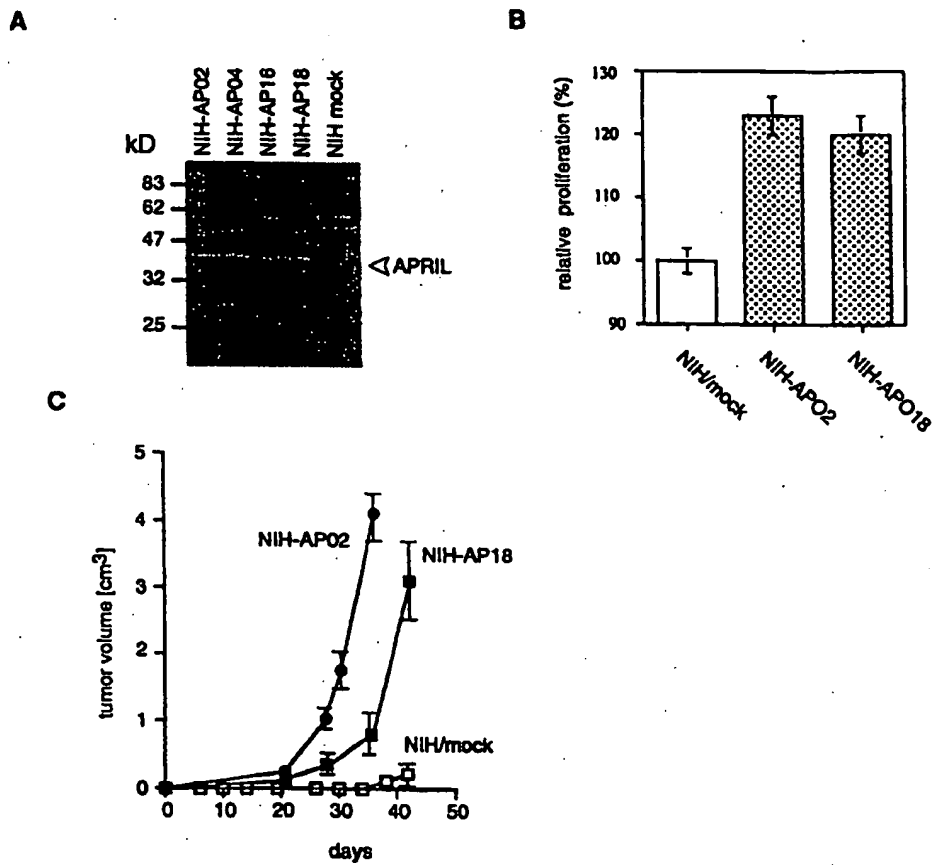 A
NIH-AP02
NIH-AP04
NIH-AP16
NIH-AP18
NIH mock
kD
83
62
47
32
25
APRIL
B
relative proliferation (%)
130
120
110
100
90
NIH/mock
NIH-APO2
NIH-APO18
C
tumor volume [cm3]
5
4
3
2
1
0
NIH-AP02
NIH-AP18
NIH/mock
0 10 20 30 40 50
days